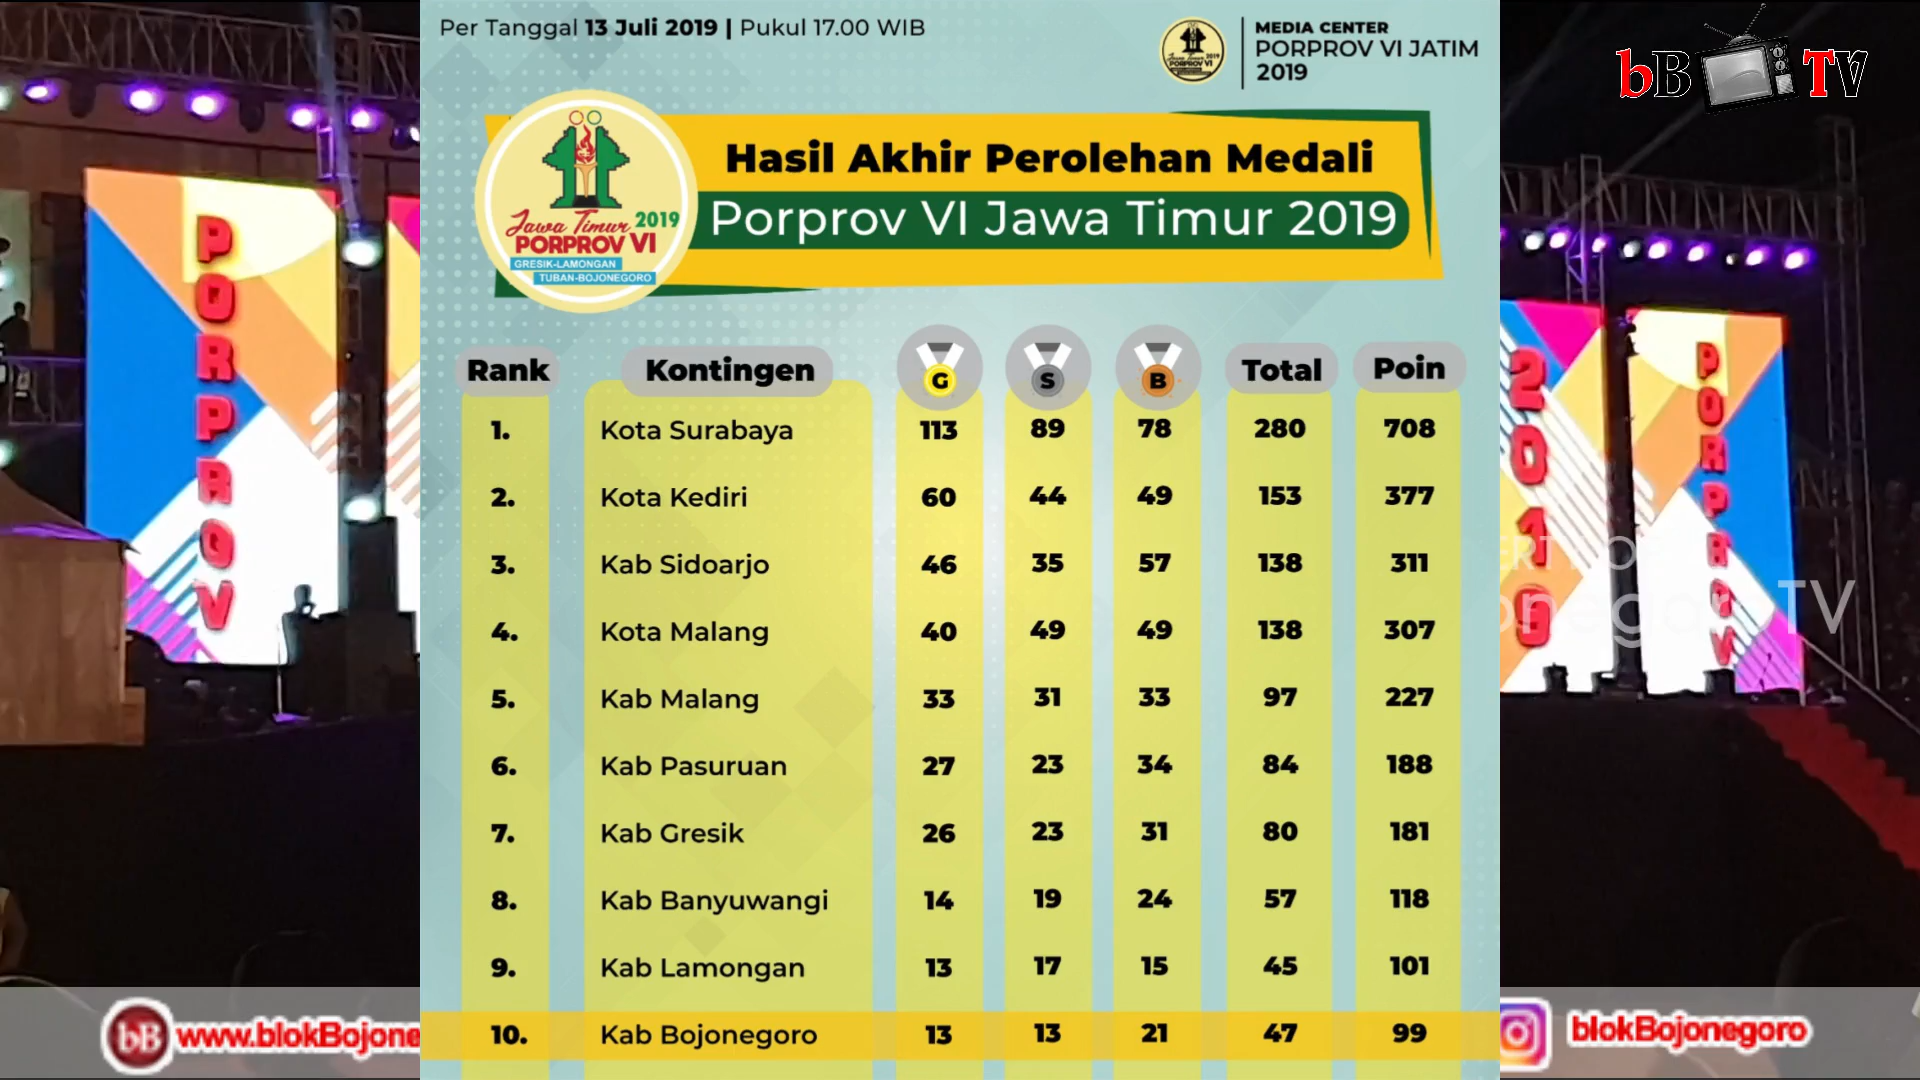 Per Tanggal 13 Juli 2019 | Pukul 17.00 WIB
MEDIA CENTER
PORPROV VI JATIM
2019
bB TV
Hasil Akhir Perolehan Medali
Porprov VI Jawa Timur 2019
Jawa Timur 2019
PORPROV VI
GRESIK-LAMONGAN
TUBAN-BOJONEGORO
PORPROV
2019
PORPROV
Rank Kontingen G S B Total Poin
1. Kota Surabaya 113 89 78 280 708
2. Kota Kediri 60 44 49 153 377
3. Kab Sidoarjo 46 35 57 138 311
4. Kota Malang 40 49 49 138 307
5. Kab Malang 33 31 33 97 227
6. Kab Pasuruan 27 23 34 84 188
7. Kab Gresik 26 23 31 80 181
8. Kab Banyuwangi 14 19 24 57 118
9. Kab Lamongan 13 17 15 45 101
10. Kab Bojonegoro 13 13 21 47 99
TV
bB www.blokBojone
blokBojonegoro